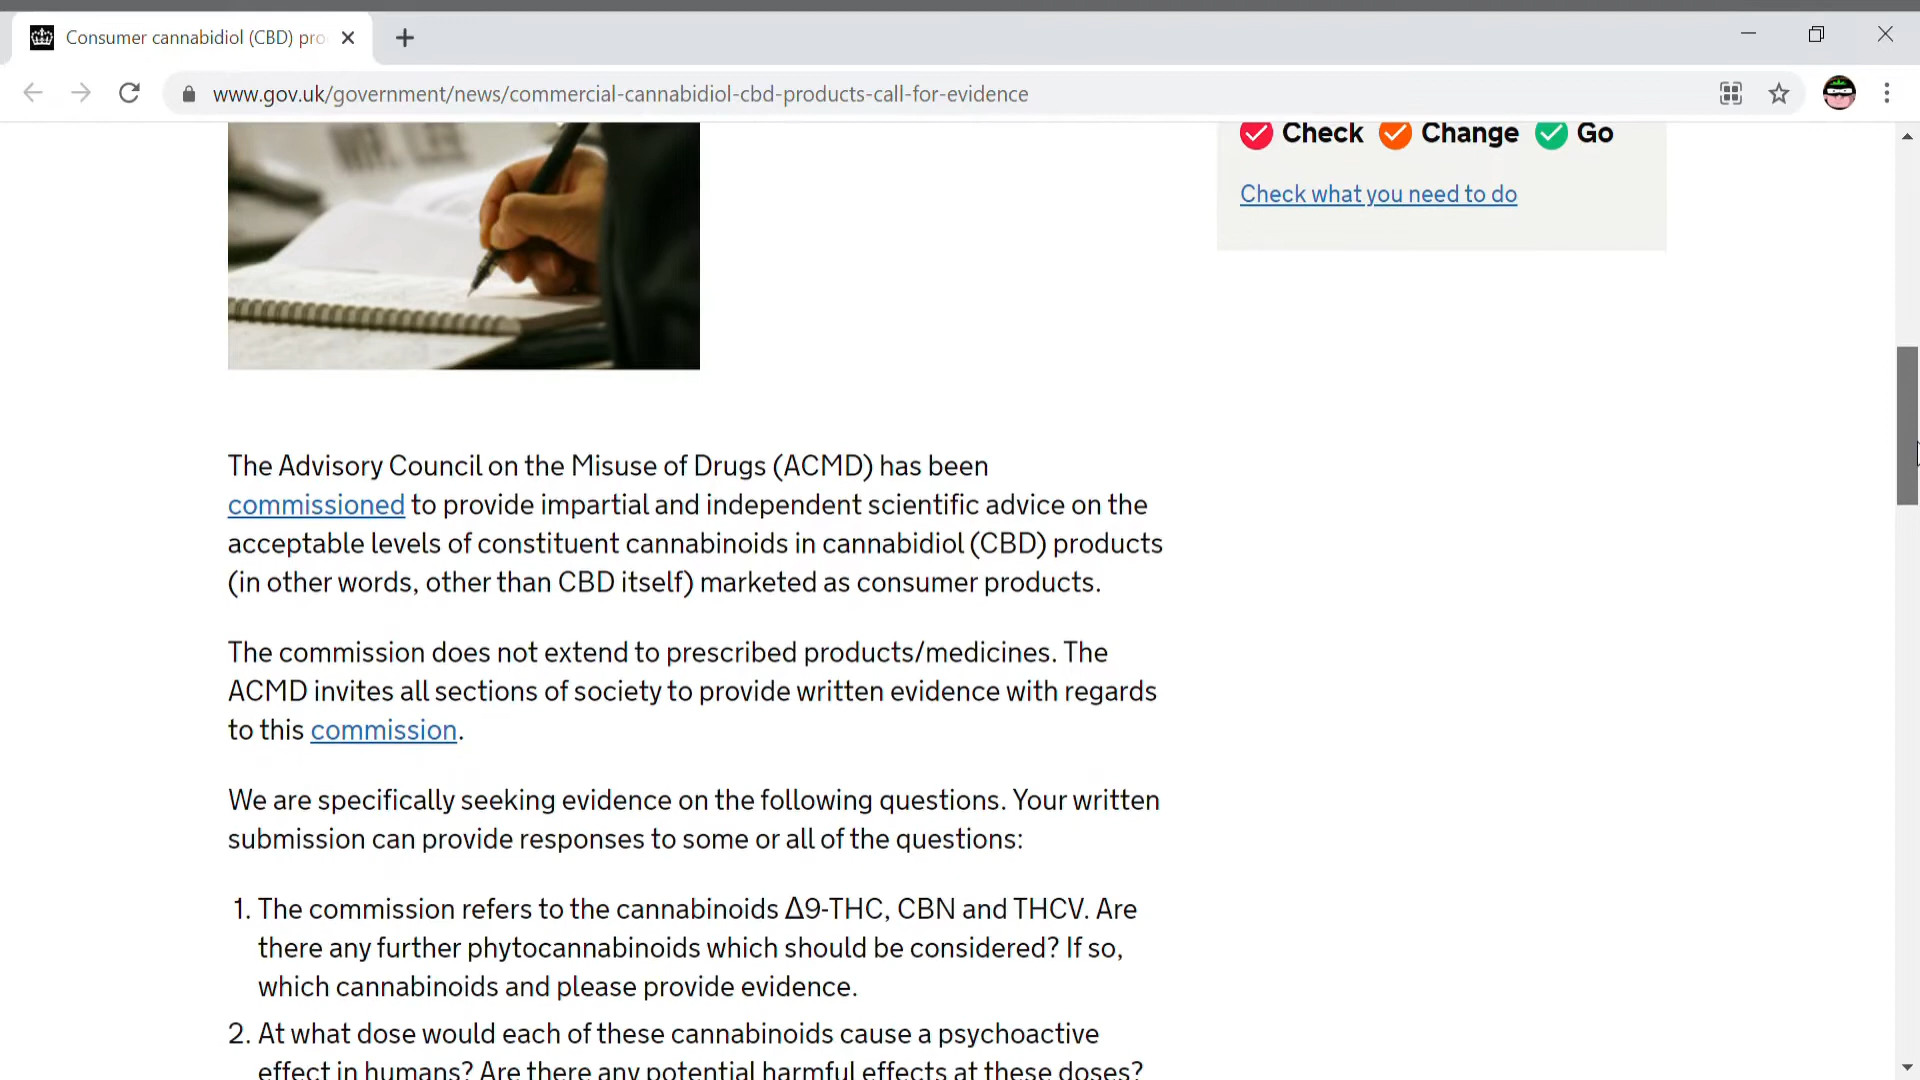 Consumer cannabidiol (CBD) pro
www.gov.uk/government/news/commercial-cannabidiol-cbd-products-call-for-evidence
Check Change Go
Check what you need to do
The Advisory Council on the Misuse of Drugs (ACMD) has been
commissioned to provide impartial and independent scientific advice on the
acceptable levels of constituent cannabinoids in cannabidiol (CBD) products
(in other words, other than CBD itself) marketed as consumer products.
The commission does not extend to prescribed products/medicines. The
ACMD invites all sections of society to provide written evidence with regards
to this commission.
We are specifically seeking evidence on the following questions. Your written
submission can provide responses to some or all of the questions:
1. The commission refers to the cannabinoids Δ9-THC, CBN and THCV. Are
there any further phytocannabinoids which should be considered? If so,
which cannabinoids and please provide evidence.
2. At what dose would each of these cannabinoids cause a psychoactive
effect in humans? Are there any potential harmful effects at these doses?